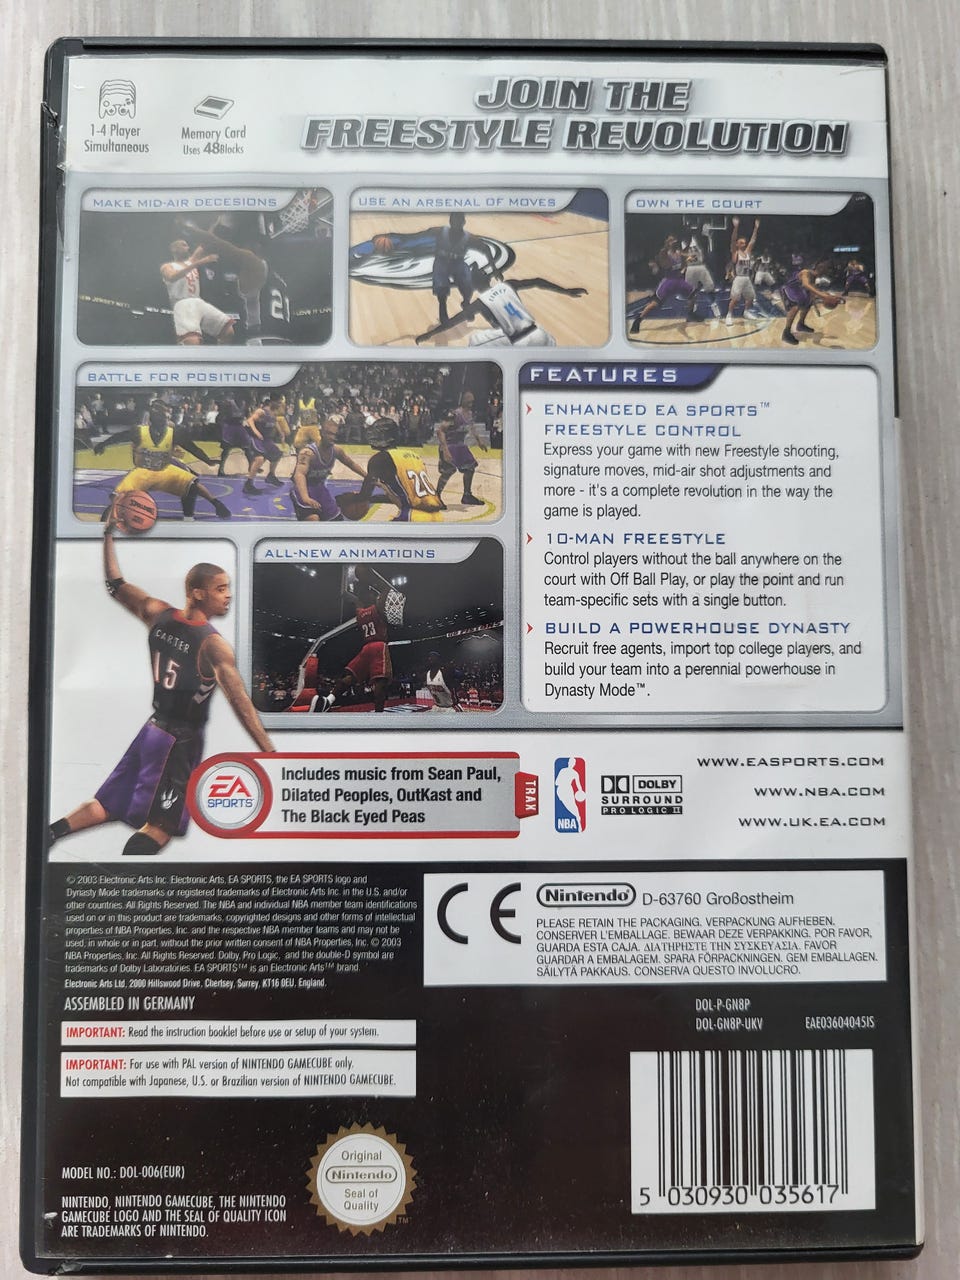 JOIN THE
FREESTYLE REVOLUTION
1-4 Player
Simultaneous
Memory Card
Uses 48Blocks
MAKE MID-AIR DECESIONS
USE AN ARSENAL OF MOVES
OWN THE COURT
BATTLE FOR POSITIONS
ALL-NEW ANIMATIONS
21
4
20
23
CARTER
15
SPALDING
FEATURES
ENHANCED EA SPORTS™
FREESTYLE CONTROL
Express your game with new Freestyle shooting,
signature moves, mid-air shot adjustments and
more - it's a complete revolution in the way the
game is played.
10-MAN FREESTYLE
Control players without the ball anywhere on the
court with Off Ball Play, or play the point and run
team-specific sets with a single button.
BUILD A POWERHOUSE DYNASTY
Recruit free agents, import top college players, and
build your team into a perennial powerhouse in
Dynasty Mode™.
EA
SPORTS
Includes music from Sean Paul,
Dilated Peoples, OutKast and
The Black Eyed Peas
TRAX
NBA
DOLBY
SURROUND
PRO LOGIC II
WWW.EASPORTS.COM
WWW.NBA.COM
WWW.UK.EA.COM
© 2003 Electronic Arts Inc. Electronic Arts, EA SPORTS, the EA SPORTS logo and
Dynasty Mode trademarks or registered trademarks of Electronic Arts Inc. in the U.S. and/or
other countries. All Rights Reserved. The NBA and individual NBA member team identifications
used on or in this product are trademarks, copyrighted designs and other forms of intellectual
properties of NBA Properties, Inc. and the respective NBA member teams and may not be
used, in whole or in part, without the prior written consent of NBA Properties, Inc. © 2003
NBA Properties, Inc. All Rights Reserved. Dolby, Pro Logic, and the double-D symbol are
trademarks of Dolby Laboratories. EA SPORTS™ is an Electronic Arts™ brand.
Electronic Arts Ltd, 2000 Hillswood Drive, Chertsey, Surrey, KT16 0EU, England.
ASSEMBLED IN GERMANY
IMPORTANT: Read the instruction booklet before use or setup of your system.
IMPORTANT: For use with PAL version of NINTENDO GAMECUBE only.
Not compatible with Japanese, U.S. or Brazilian version of NINTENDO GAMECUBE.
CE
Nintendo® D-63760 Großostheim
PLEASE RETAIN THE PACKAGING. VERPACKUNG AUFHEBEN.
CONSERVER L'EMBALLAGE. BEWAAR DEZE VERPAKKING. POR FAVOR,
GUARDA ESTA CAJA. ΔΙΑΤΗΡΗΣΤΕ ΤΗΝ ΣΥΣΚΕΥΑΣΙΑ. FAVOR
GUARDAR A EMBALAGEM. SPARA FÖRPACKNINGEN. GEM EMBALLAGEN.
SÄILYTÄ PAKKAUS. CONSERVA QUESTO INVOLUCRO.
DOL-P-GN8P
DOL-GN8P-UKV
EAE03604045IS
5 030930 035617
MODEL NO.: DOL-006(EUR)
NINTENDO, NINTENDO GAMECUBE, THE NINTENDO
GAMECUBE LOGO AND THE SEAL OF QUALITY ICON
ARE TRADEMARKS OF NINTENDO.
Original
Nintendo®
Seal of
Quality
TM